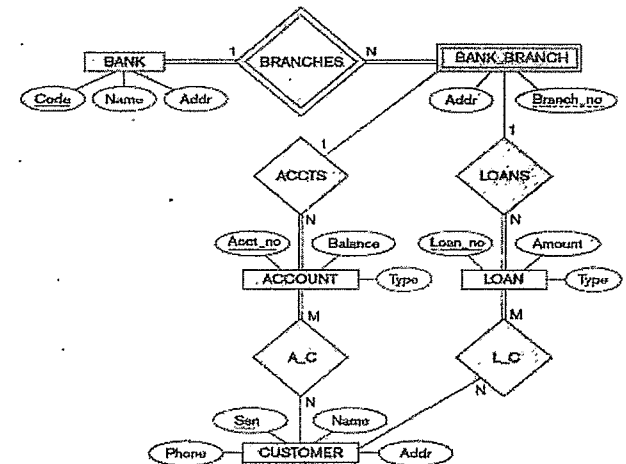 BANK 1 BRANCHES N BANK_BRANCH
Code Name Addr Addr Branch_no
1 1
ACCTS LOANS
N N
Acct_no Balance Loan_no Amount
ACCOUNT Type LOAN Type
M M
A_C L_C
N N
Ssn Name
Phone CUSTOMER Addr